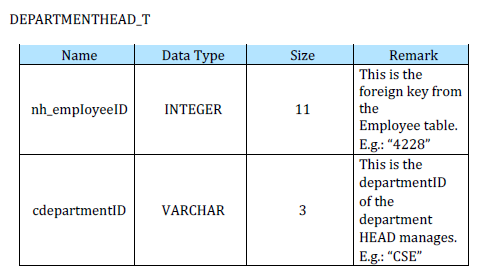 DEPARTMENTHEAD_T
Name Data Type Size Remark
nh_employeeID INTEGER 11
This is the
foreign key from
the
Employee table.
E.g.: “4228”
cdepartmentID VARCHAR 3
This is the
departmentID
of the
department
HEAD manages.
E.g.: “CSE”